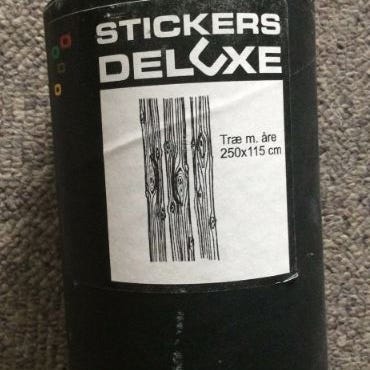 STICKERS
DELUXE
Træ m. åre
250x115 cm